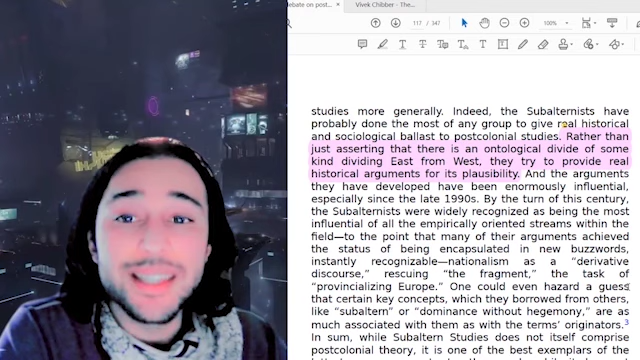 ebate on post...
Vivek Chibber - The...
117 / 347
100%
studies more generally. Indeed, the Subalternists have
probably done the most of any group to give real historical
and sociological ballast to postcolonial studies. Rather than
just asserting that there is an ontological divide of some
kind dividing East from West, they try to provide real
historical arguments for its plausibility. And the arguments
they have developed have been enormously influential,
especially since the late 1990s. By the turn of this century,
the Subalternists were widely recognized as being the most
influential of all the empirically oriented streams within the
field—to the point that many of their arguments achieved
the status of being encapsulated in new buzzwords,
instantly recognizable—nationalism as a “derivative
discourse,” rescuing “the fragment,” the task of
“provincializing Europe.” One could even hazard a guess
that certain key concepts, which they borrowed from others,
like “subaltern” or “dominance without hegemony,” are as
much associated with them as with the terms’ originators.3
In sum, while Subaltern Studies does not itself comprise
postcolonial theory, it is one of the best exemplars of the